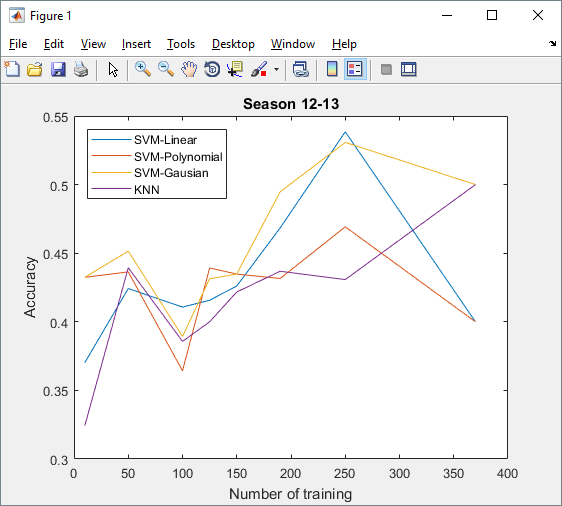 Figure 1
File Edit View Insert Tools Desktop Window Help
Season 12-13
SVM-Linear
SVM-Polynomial
SVM-Gausian
KNN
Accuracy
0.55
0.5
0.45
0.4
0.35
0.3
0 50 100 150 200 250 300 350 400
Number of training